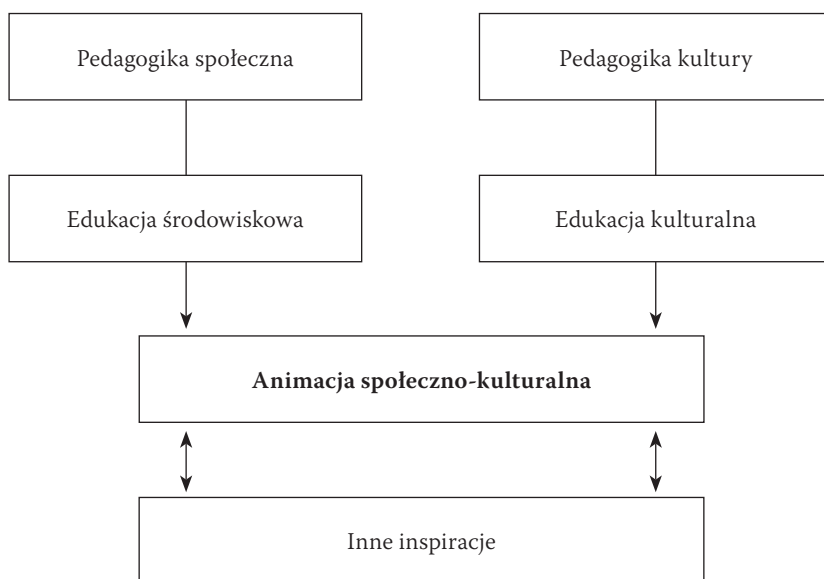 Pedagogika społeczna
Pedagogika kultury
Edukacja środowiskowa
Edukacja kulturalna
Animacja społeczno-kulturalna
Inne inspiracje